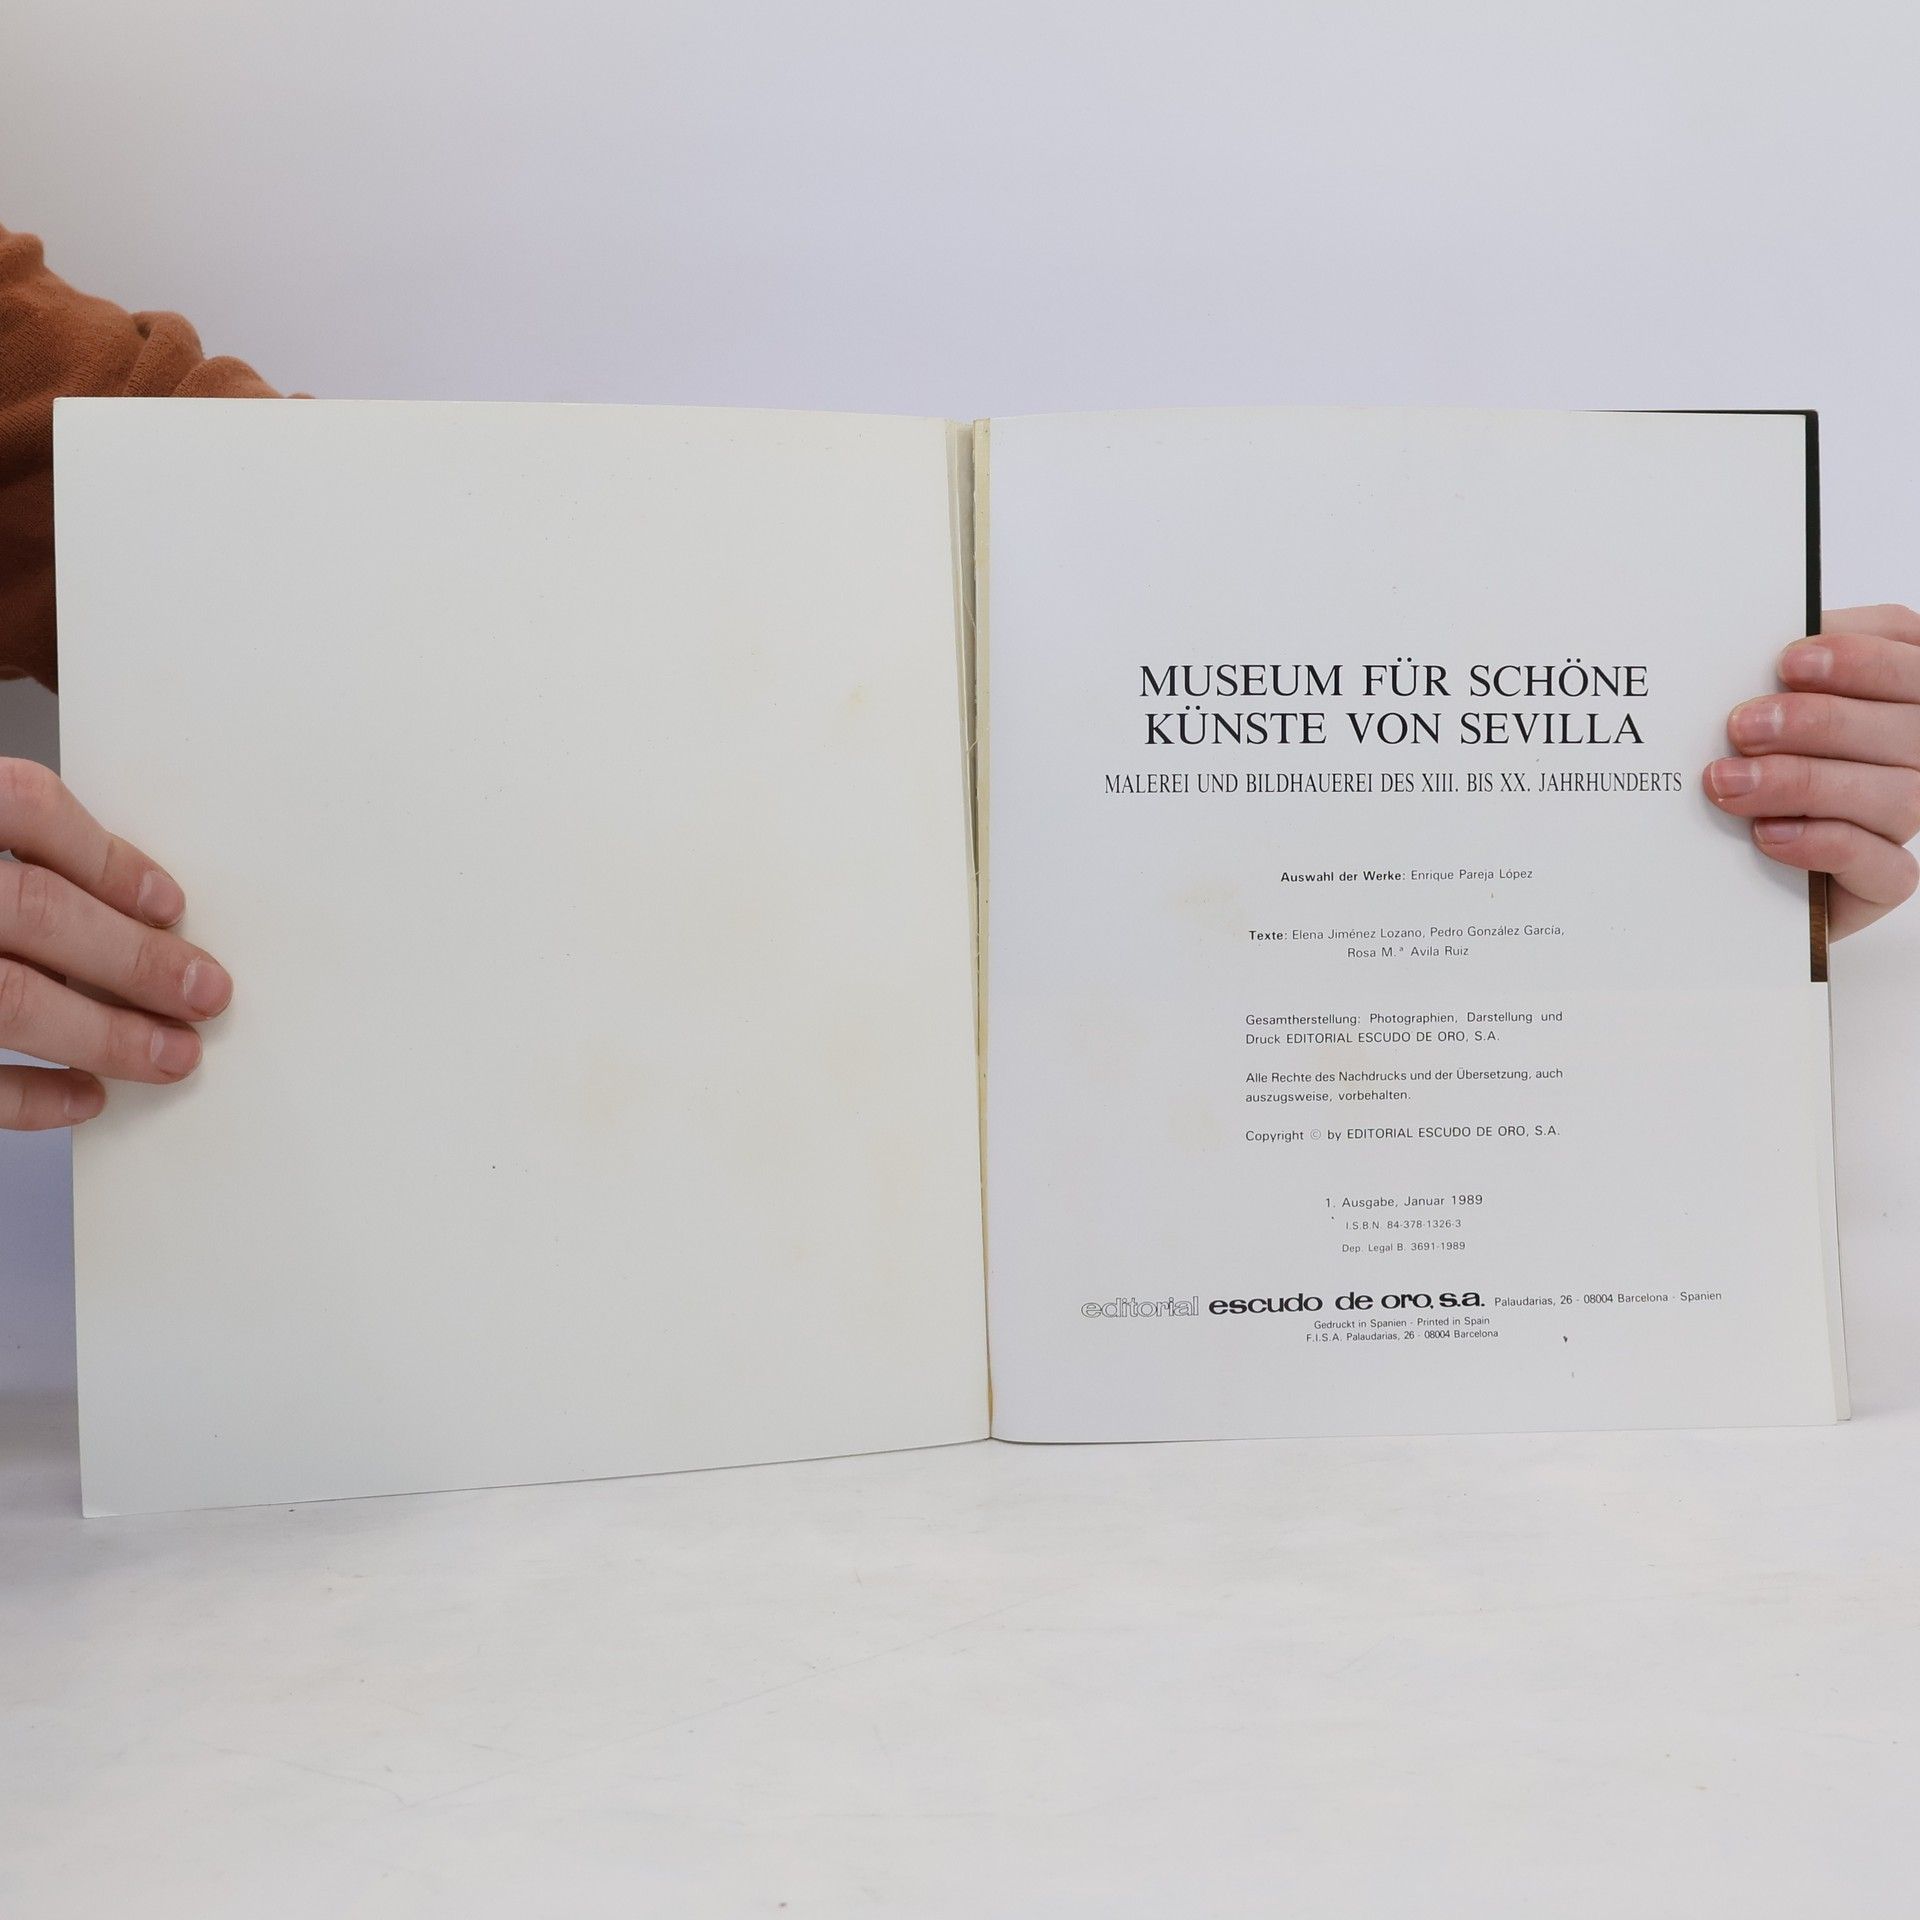 MUSEUM FÜR SCHÖNE
KÜNSTE VON SEVILLA
MALEREI UND BILDHAUEREI DES XIII. BIS XX. JAHRHUNDERTS
Auswahl der Werke: Enrique Pareja López
Texte: Elena Jiménez Lozano, Pedro González García,
Rosa M.ª Avila Ruiz
Gesamtherstellung: Photographien, Darstellung und
Druck EDITORIAL ESCUDO DE ORO, S.A.
Alle Rechte des Nachdrucks und der Übersetzung, auch
auszugsweise, vorbehalten.
Copyright © by EDITORIAL ESCUDO DE ORO, S.A.
1. Ausgabe, Januar 1989
I.S.B.N. 84-378-1326-3
Dep. Legal B. 3691-1989
editorial escudo de oro, s.a. Palaudarias, 26 - 08004 Barcelona - Spanien
Gedruckt in Spanien - Printed in Spain
F.I.S.A. Palaudarias, 26 - 08004 Barcelona